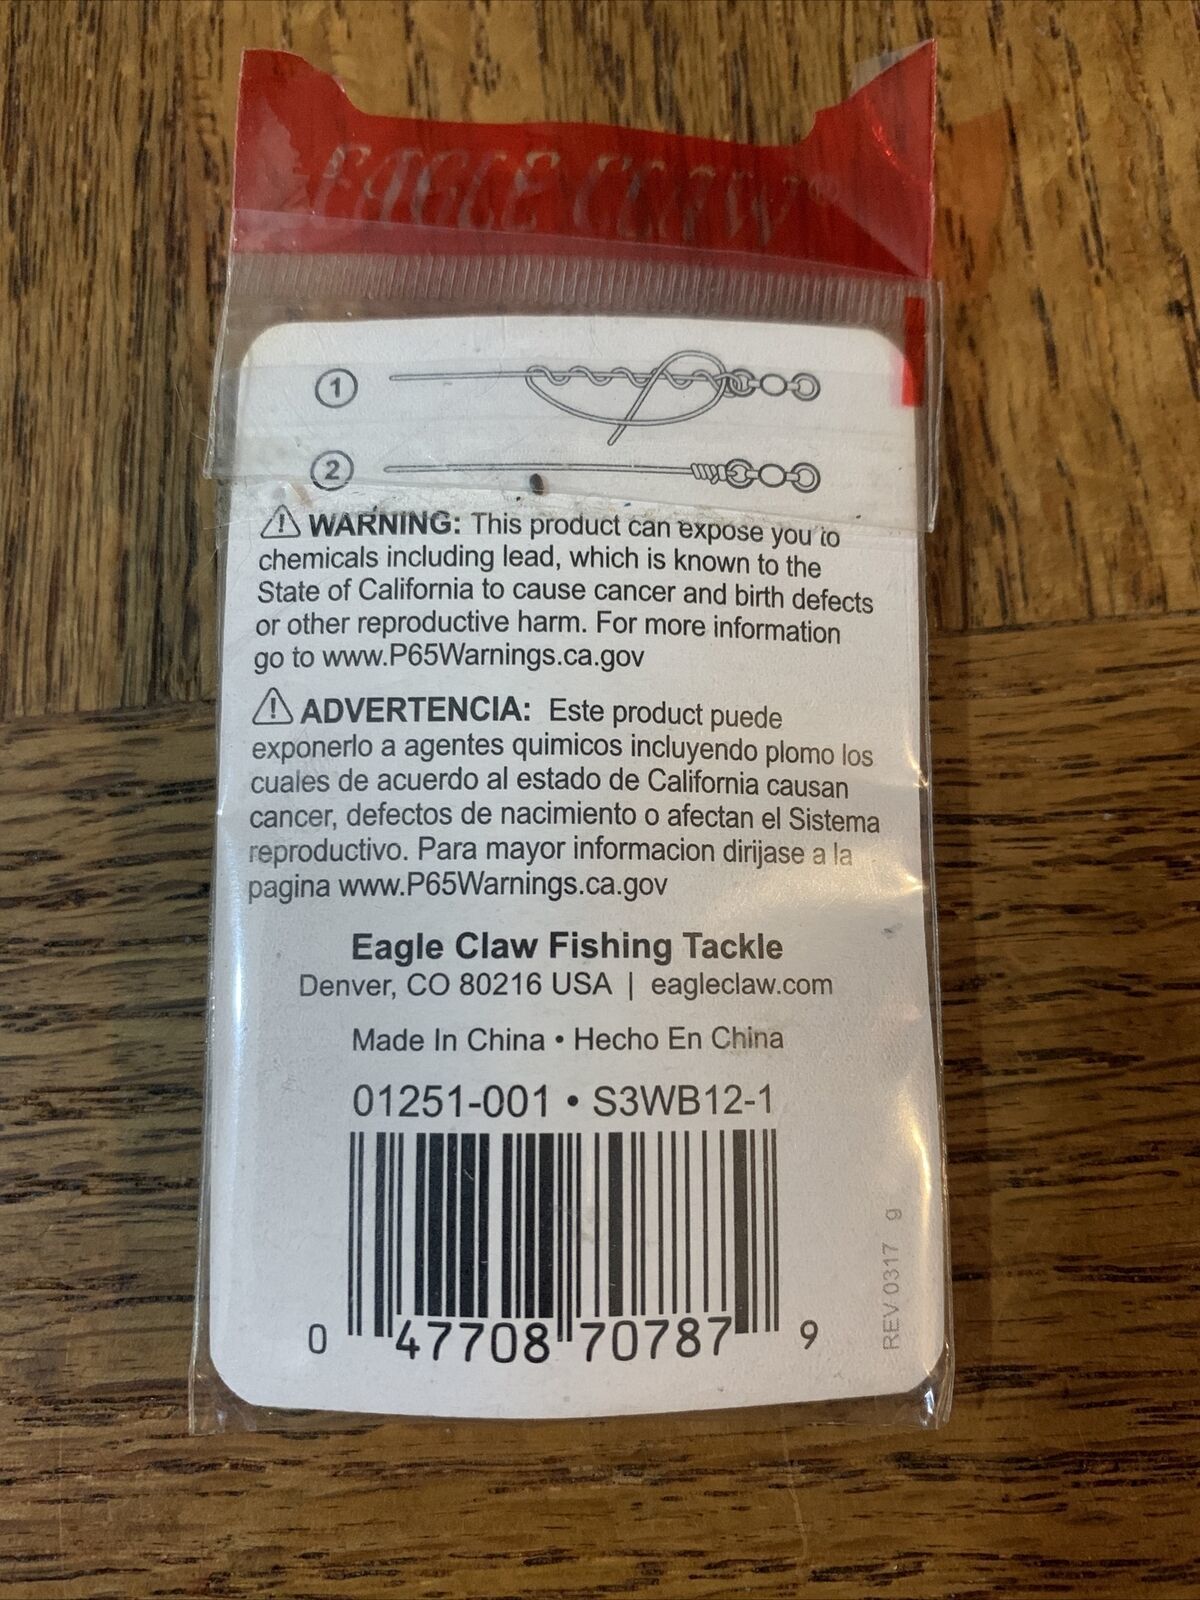 EAGLE CLAW®
1
2
⚠ WARNING: This product can expose you to
chemicals including lead, which is known to the
State of California to cause cancer and birth defects
or other reproductive harm. For more information
go to www.P65Warnings.ca.gov
⚠ ADVERTENCIA: Este product puede
exponerlo a agentes quimicos incluyendo plomo los
cuales de acuerdo al estado de California causan
cancer, defectos de nacimiento o afectan el Sistema
reproductivo. Para mayor informacion dirijase a la
pagina www.P65Warnings.ca.gov
Eagle Claw Fishing Tackle
Denver, CO 80216 USA | eagleclaw.com
Made In China • Hecho En China
01251-001 • S3WB12-1
0 47708 70787 9
REV 0317 g